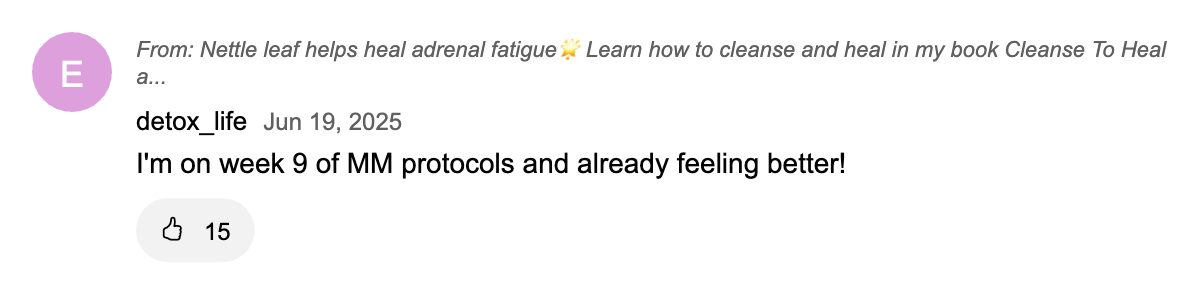 E
From: Nettle leaf helps heal adrenal fatigue🌟 Learn how to cleanse and heal in my book Cleanse To Heal
a...
detox_life Jun 19, 2025
I'm on week 9 of MM protocols and already feeling better!
15